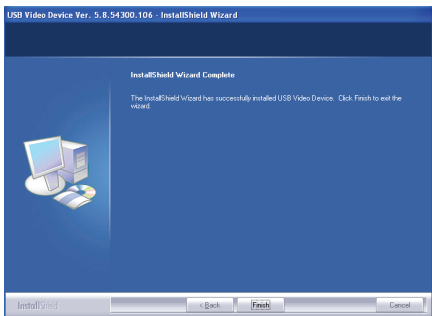 USB Video Device Ver. 5.8.54300.106 - InstallShield Wizard
InstallShield Wizard Complete
The InstallShield Wizard has successfully installed USB Video Device. Click Finish to exit the
wizard.
InstallShield
< Back
Finish
Cancel